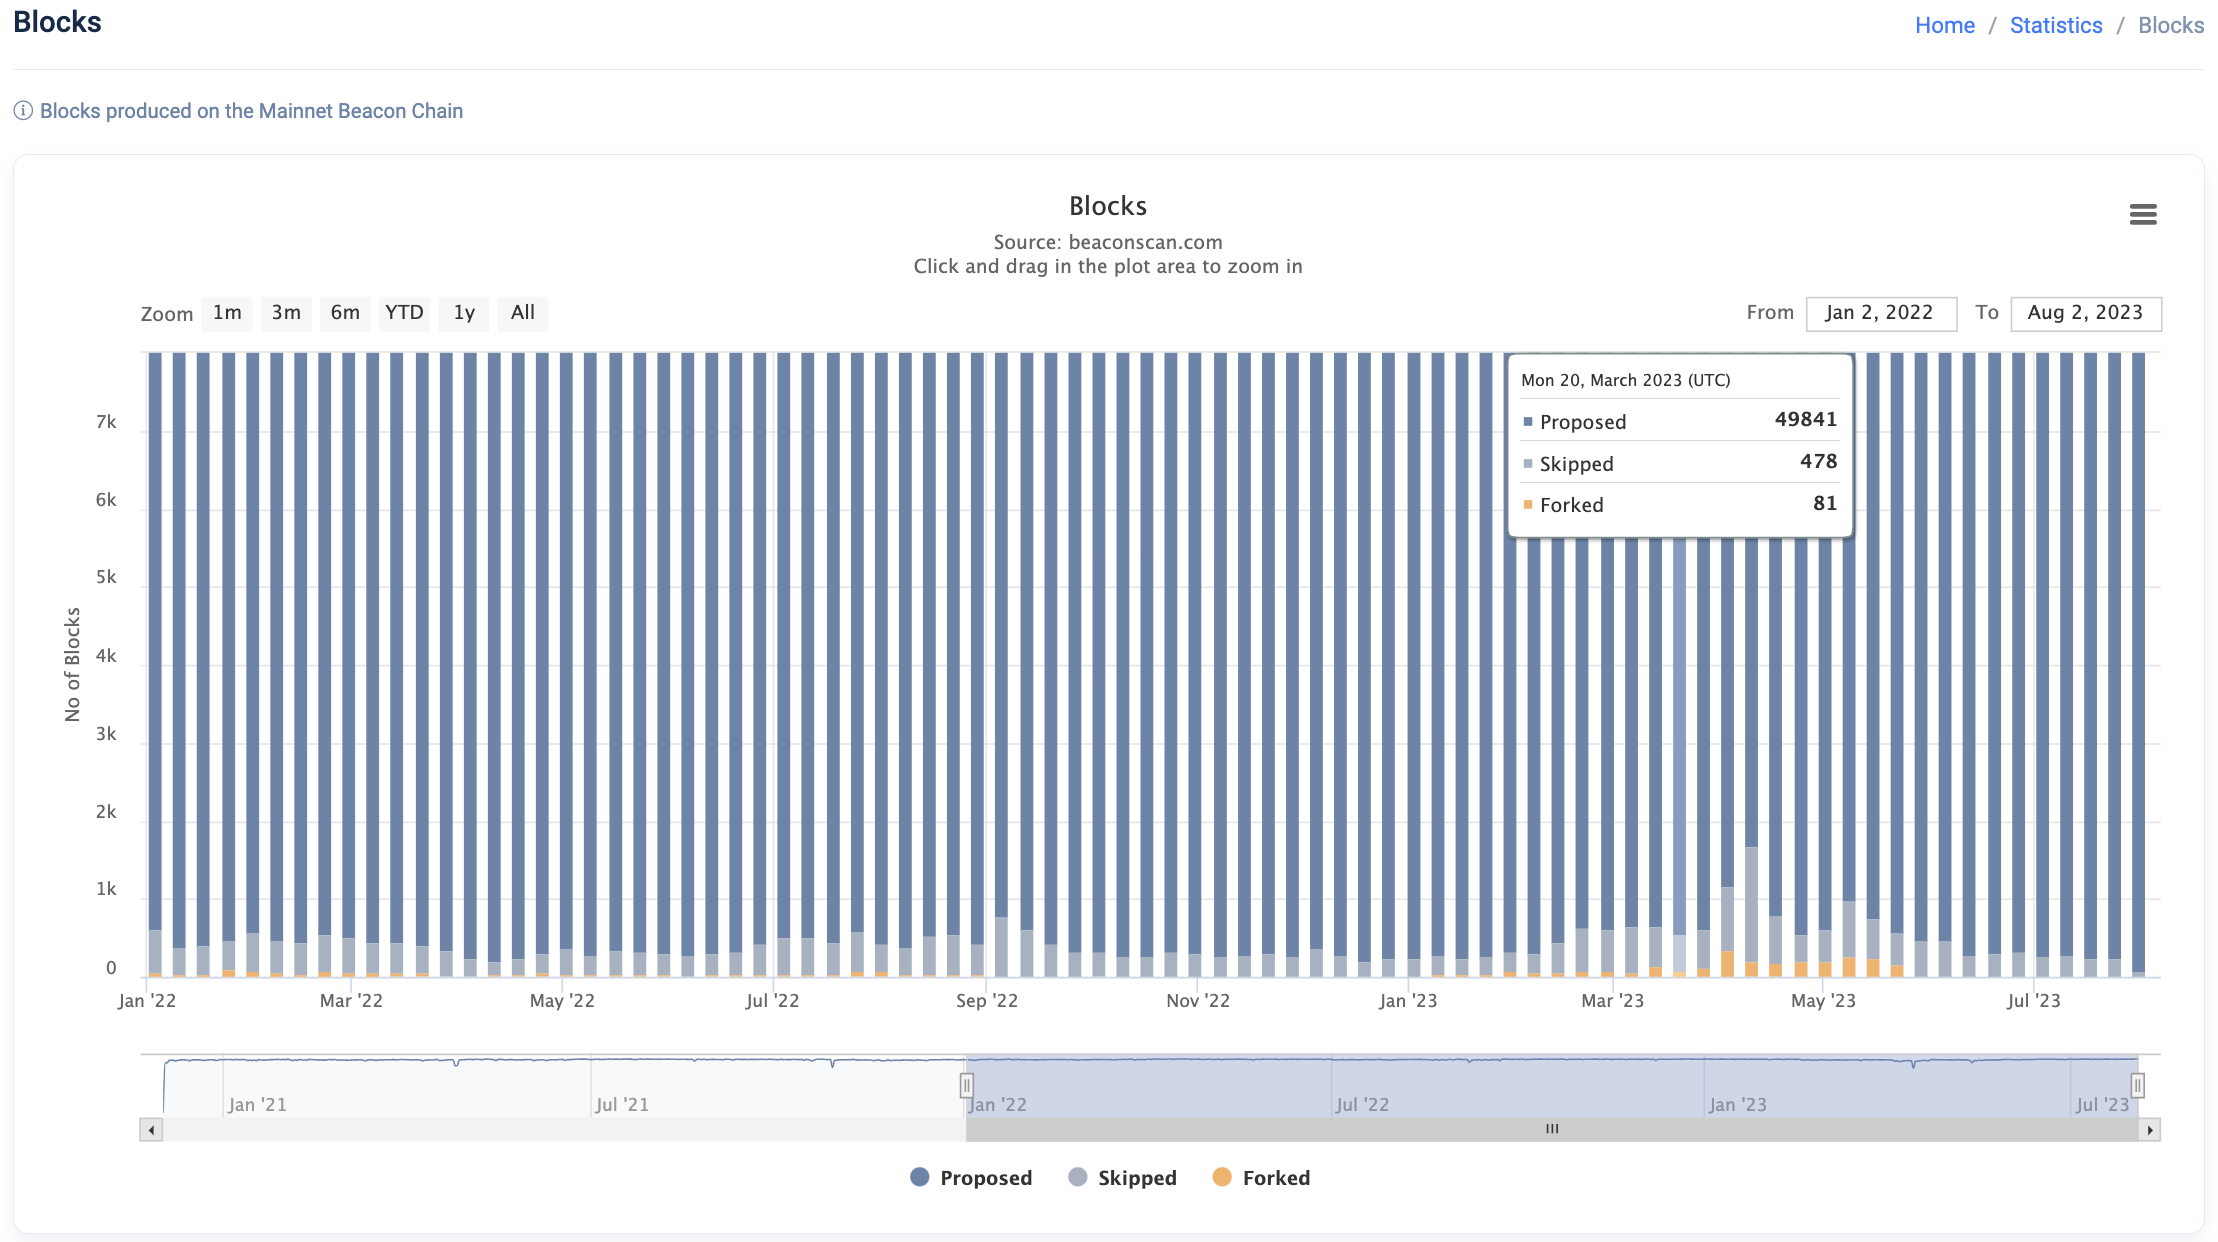 Blocks
Home / Statistics / Blocks
Blocks produced on the Mainnet Beacon Chain
Blocks
Source: beaconscan.com
Click and drag in the plot area to zoom in
Zoom 1m 3m 6m YTD 1y All
From Jan 2, 2022 To Aug 2, 2023
Mon 20, March 2023 (UTC)
Proposed 49841
Skipped 478
Forked 81
No of Blocks
7k
6k
5k
4k
3k
2k
1k
0
Jan '22 Mar '22 May '22 Jul '22 Sep '22 Nov '22 Jan '23 Mar '23 May '23 Jul '23
Jan '21 Jul '21 Jan '22 Jul '22 Jan '23 Jul '23
Proposed Skipped Forked